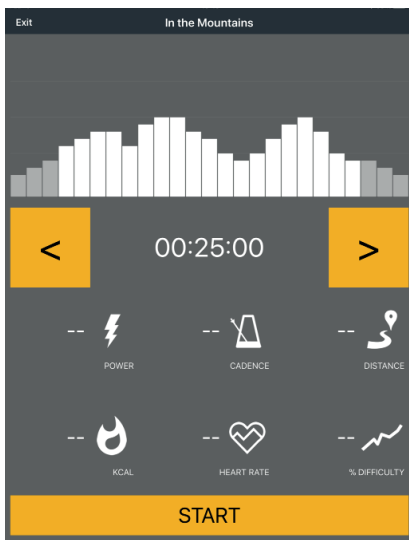 Exit In the Mountains
< 00:25:00 >
-- -- --
POWER CADENCE DISTANCE
-- -- --
KCAL HEART RATE % DIFFICULTY
START